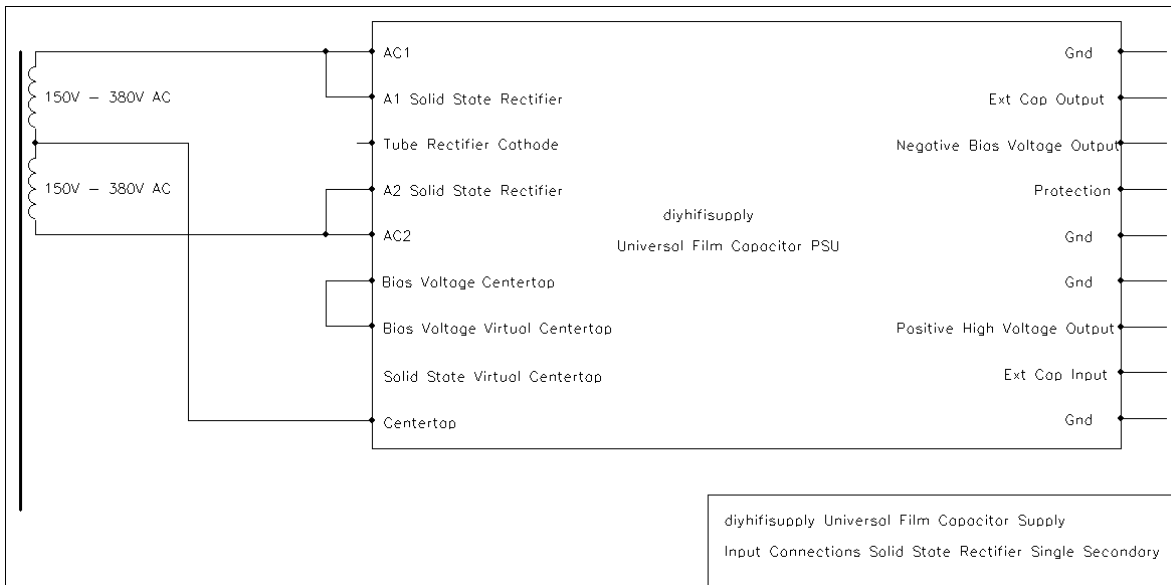 150V – 380V AC
150V – 380V AC
AC1
A1 Solid State Rectifier
Tube Rectifier Cathode
A2 Solid State Rectifier
AC2
Bias Voltage Centertap
Bias Voltage Virtual Centertap
Solid State Virtual Centertap
Centertap
diyhifisupply
Universal Film Capacitor PSU
Gnd
Ext Cap Output
Negative Bias Voltage Output
Protection
Gnd
Gnd
Positive High Voltage Output
Ext Cap Input
Gnd
diyhifisupply Universal Film Capacitor Supply
Input Connections Solid State Rectifier Single Secondary